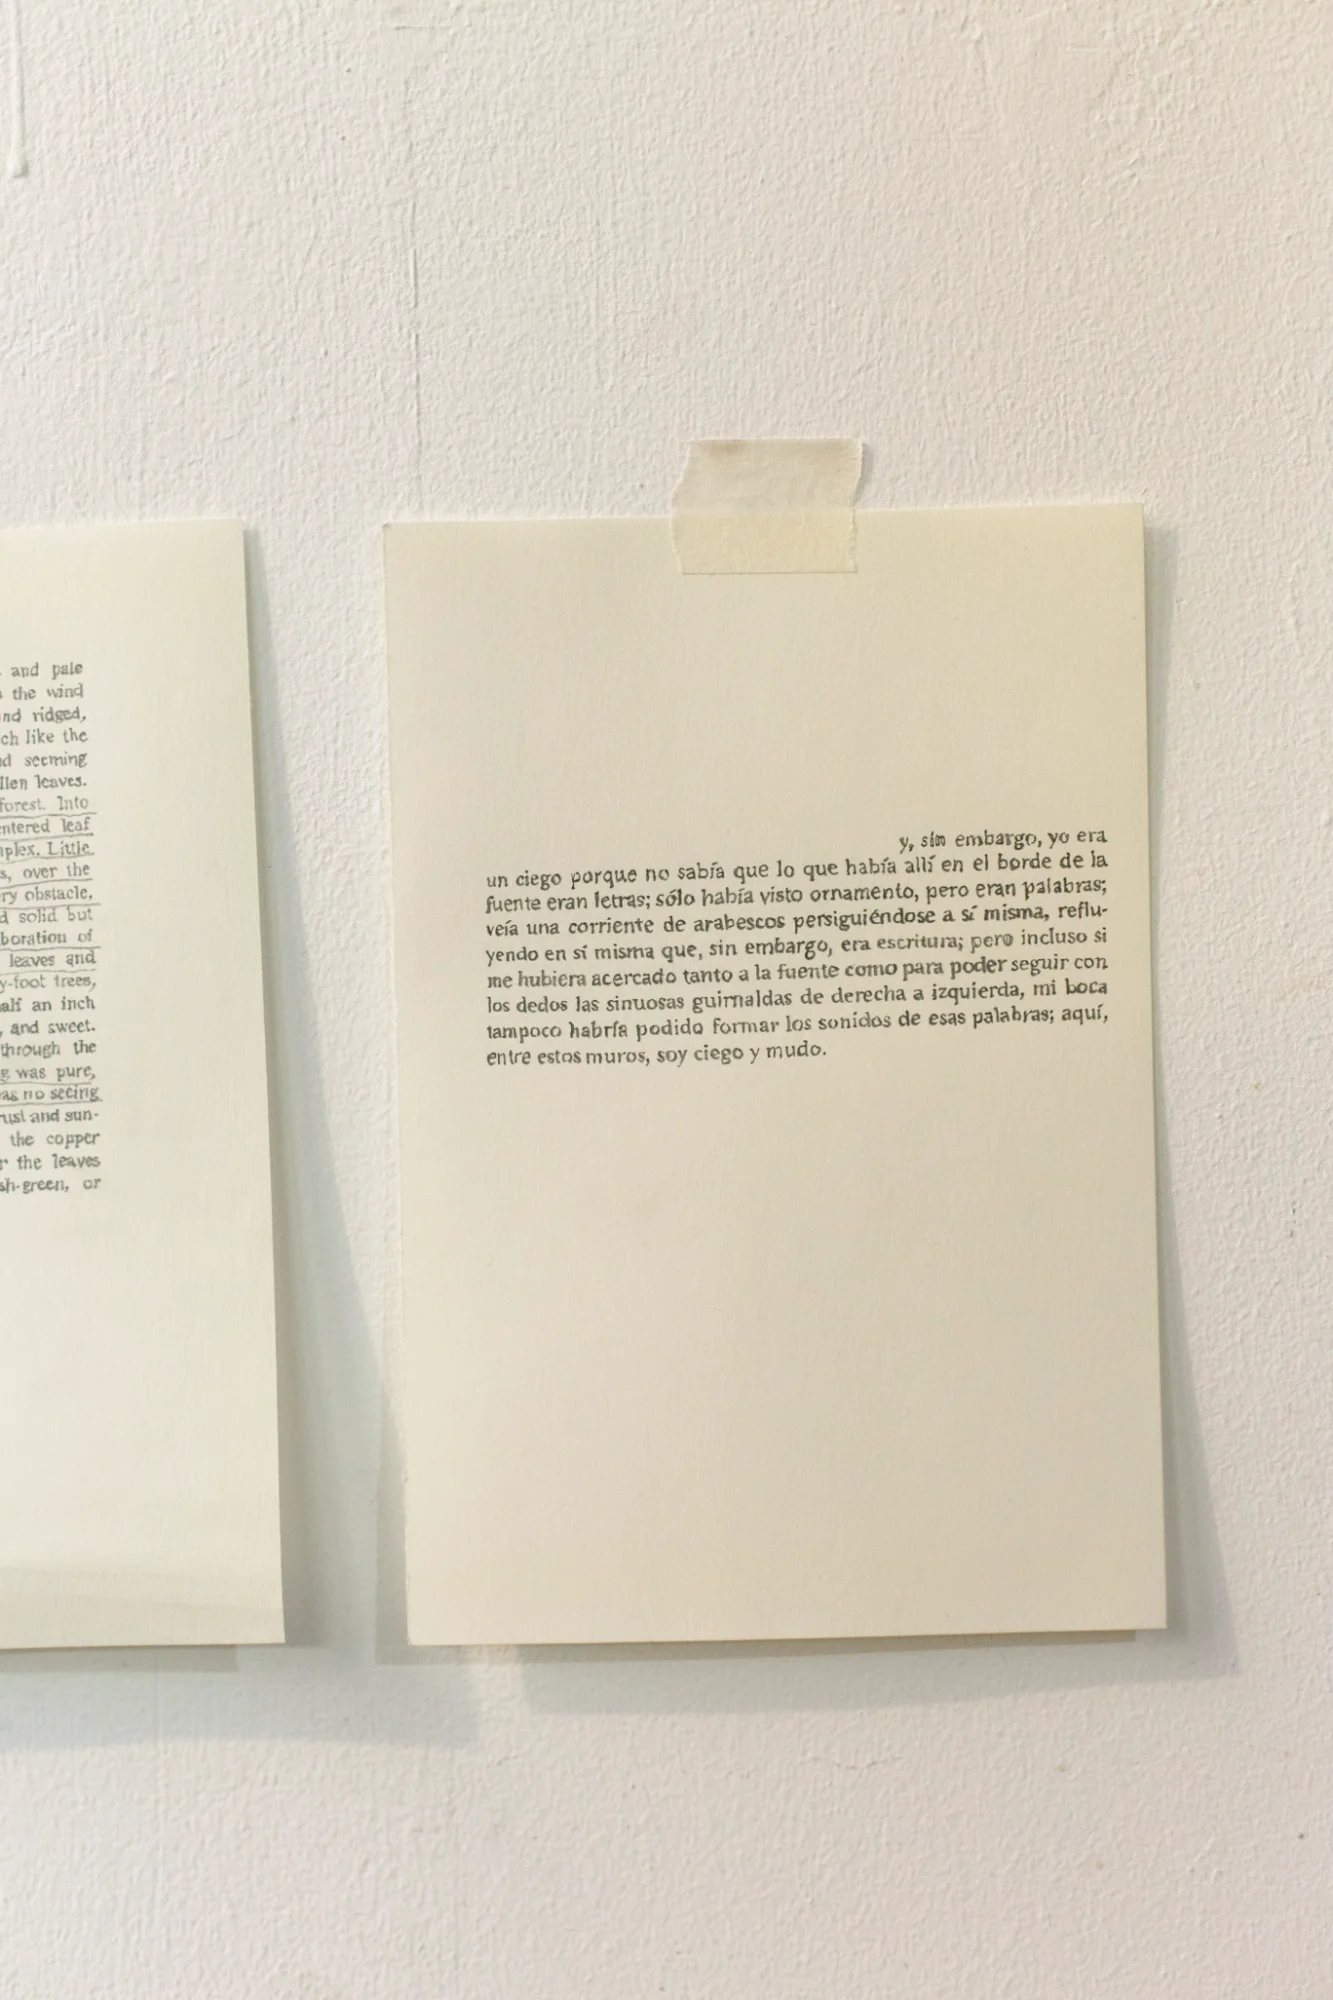 and pale
the wind
ridged,
like the
seeming
leaves.
forest. Into
leaf
Little
over the
obstacle,
solid but
of
leaves and
trees,
an inch
, and sweet.
through the
was pure,
no seeing
and sun-
the copper
the leaves
green, or
y, sin embargo, yo era
un ciego porque no sabía que lo que había allí en el borde de la
fuente eran letras; sólo había visto ornamento, pero eran palabras;
veía una corriente de arabescos persiguiéndose a sí misma, reflu-
yendo en sí misma que, sin embargo, era escritura; pero incluso si
me hubiera acercado tanto a la fuente como para poder seguir con
los dedos las sinuosas guirnaldas de derecha a izquierda, mi boca
tampoco habría podido formar los sonidos de esas palabras; aquí,
entre estos muros, soy ciego y mudo.